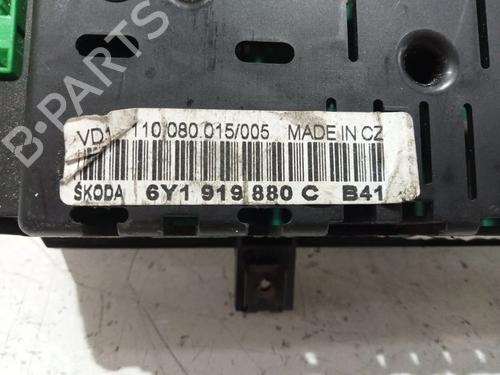 B-PARTS
VDO 110.080.015/005 MADE IN CZ
ŠKODA 6Y1 919 880 C B41